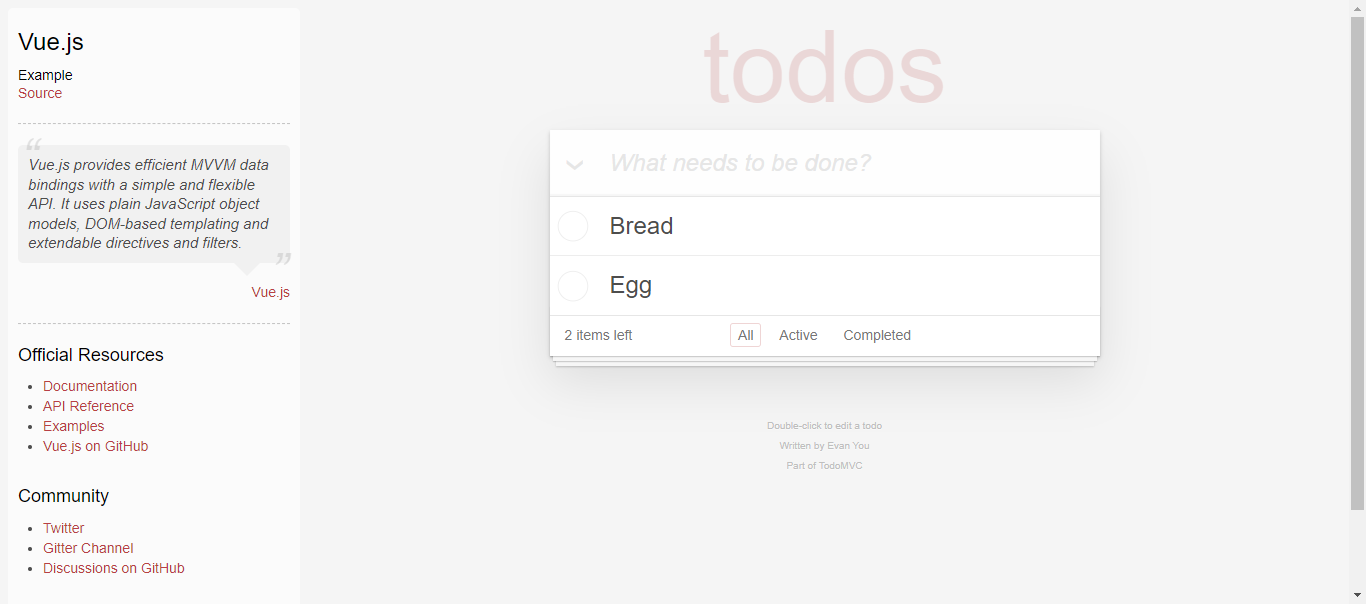 Vue.js
Example
Source
“
Vue.js provides efficient MVVM data
bindings with a simple and flexible
API. It uses plain JavaScript object
models, DOM-based templating and
extendable directives and filters.
”
Vue.js
Official Resources
Documentation
API Reference
Examples
Vue.js on GitHub
Community
Twitter
Gitter Channel
Discussions on GitHub
todos
What needs to be done?
Bread
Egg
2 items left All Active Completed
Double-click to edit a todo
Written by Evan You
Part of TodoMVC